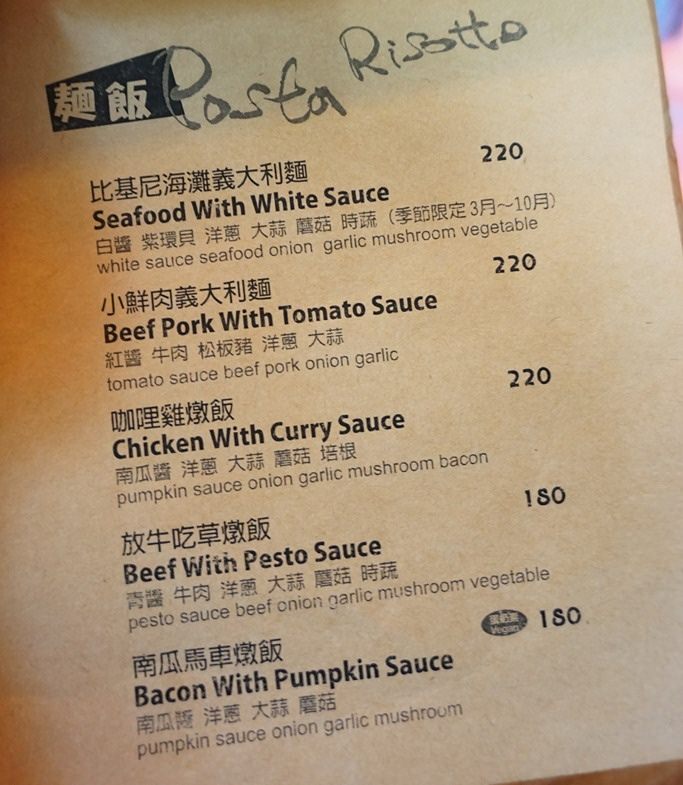 麵飯 Pasta Risotto
比基尼海灘義大利麵 220
Seafood With White Sauce
白醬 紫環貝 洋蔥 大蒜 蘑菇 時蔬（季節限定 3月～10月）
white sauce seafood onion garlic mushroom vegetable
小鮮肉義大利麵 220
Beef Pork With Tomato Sauce
紅醬 牛肉 松板豬 洋蔥 大蒜
tomato sauce beef pork onion garlic
咖哩雞燉飯 220
Chicken With Curry Sauce
南瓜醬 洋蔥 大蒜 蘑菇 培根
pumpkin sauce onion garlic mushroom bacon
放牛吃草燉飯 180
Beef With Pesto Sauce
青醬 牛肉 洋蔥 大蒜 蘑菇 時蔬
pesto sauce beef onion garlic mushroom vegetable
南瓜馬車燉飯 Vegan 180
Bacon With Pumpkin Sauce
南瓜醬 洋蔥 大蒜 蘑菇
pumpkin sauce onion garlic mushroom